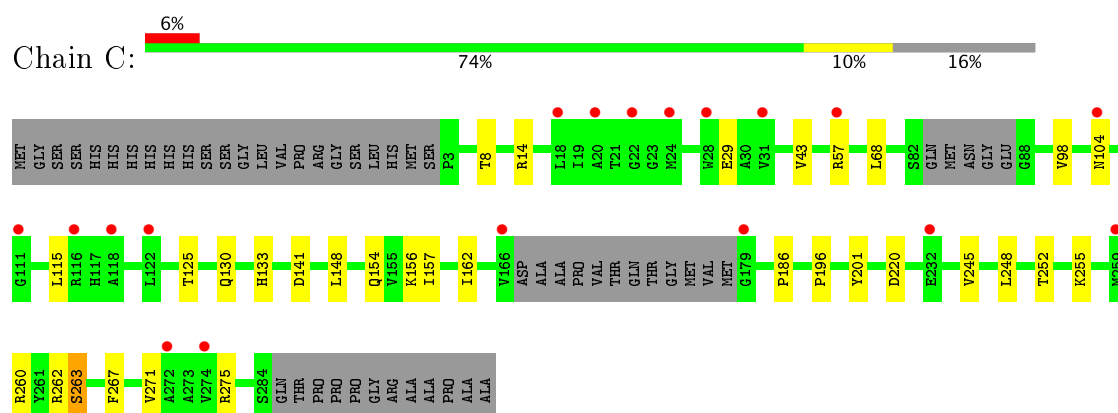 6%
Chain C:
74% 10% 16%
MET GLY SER SER HIS HIS HIS HIS HIS HIS SER SER GLY LEU VAL PRO ARG GLY SER LEU HIS MET SER P3 T8 R14 L18 I19 A20 T21 G22 G23 M24 W28 E29 A30 V31 V43 R57 L68 S82 GLN MET ASN GLY GLU G88 V98 N104
G111 L115 R116 H117 A118 L122 T125 Q130 H133 D141 L148 Q154 V155 K156 I157 I162 V166 ASP ALA ALA PRO VAL THR GLN THR GLY MET VAL MET G179 P186 P196 Y201 D220 E232 V245 L248 T252 K255 M259
R260 Y261 R262 S263 F267 V271 A272 A273 V274 R275 S284 GLN THR PRO PRO PRO GLY ARG ALA ALA PRO ALA ALA